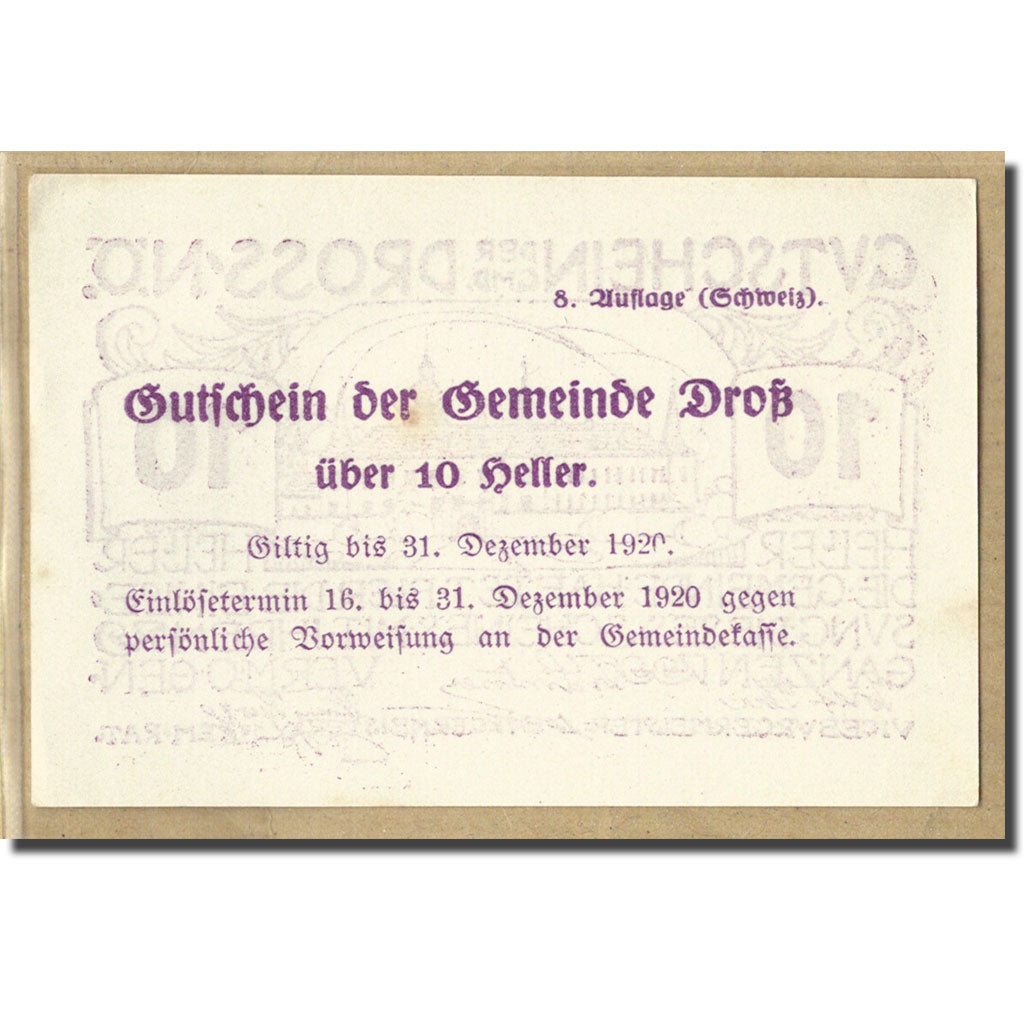 8. Auflage (Schweiz).
Gutschein der Gemeinde Droß
über 10 Heller.
Giltig bis 31. Dezember 1920.
Einlösetermin 16. bis 31. Dezember 1920 gegen
persönliche Vorweisung an der Gemeindekasse.